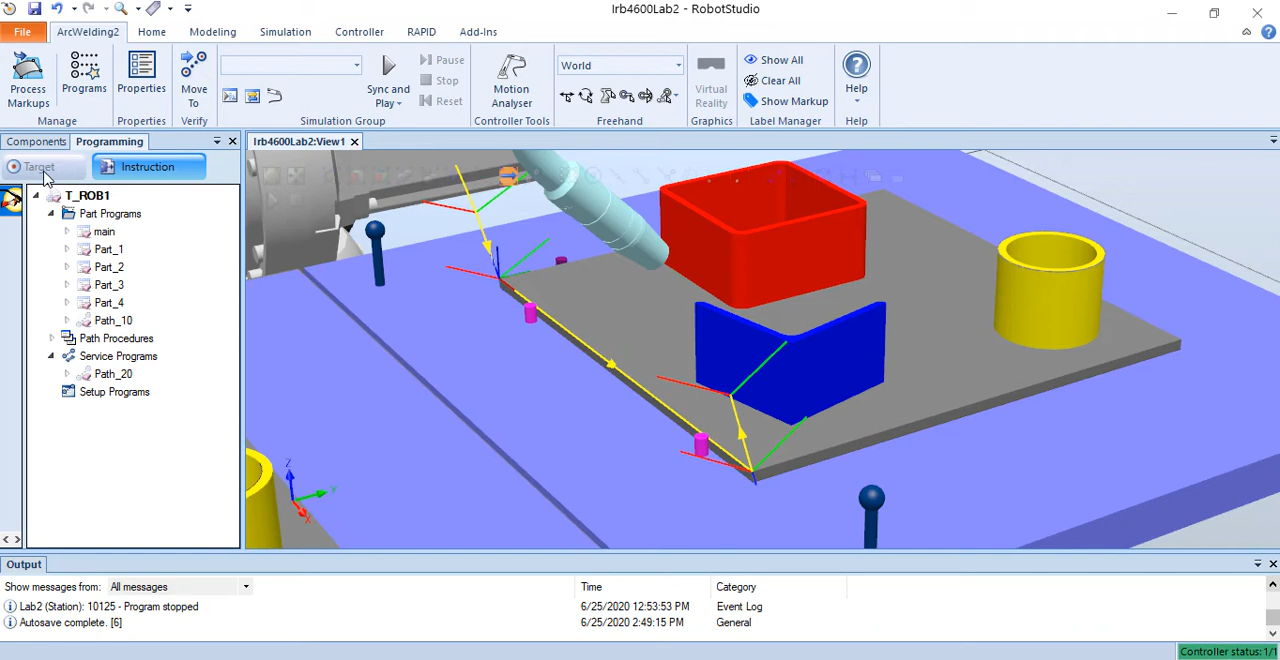 Irb4600Lab2 - RobotStudio
File ArcWelding2 Home Modeling Simulation Controller RAPID Add-Ins
Process Markups
Programs
Manage
Properties
Properties
Move To
Verify
Sync and Play
Pause
Stop
Reset
Simulation Group
Motion Analyser
Controller Tools
World
Freehand
Virtual Reality
Graphics
Show All
Clear All
Show Markup
Label Manager
Help
Help
Components Programming
Irb4600Lab2:View1
Target Instruction
T_ROB1
Part Programs
main
Part_1
Part_2
Part_3
Part_4
Path_10
Path Procedures
Service Programs
Path_20
Setup Programs
Z
Y
X
Output
Show messages from: All messages Time Category
Lab2 (Station): 10125 - Program stopped 6/25/2020 12:53:53 PM Event Log
Autosave complete. [6] 6/25/2020 2:49:15 PM General
Controller status: 1/1